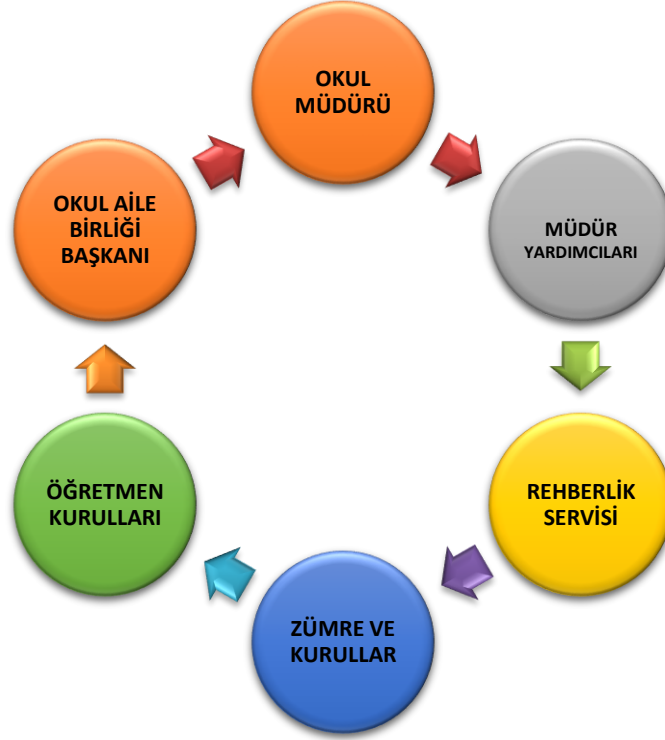 OKUL
MÜDÜRÜ
MÜDÜR
YARDIMCILARI
REHBERLİK
SERVİSİ
ZÜMRE VE
KURULLAR
ÖĞRETMEN
KURULLARI
OKUL AİLE
BİRLİĞİ
BAŞKANI